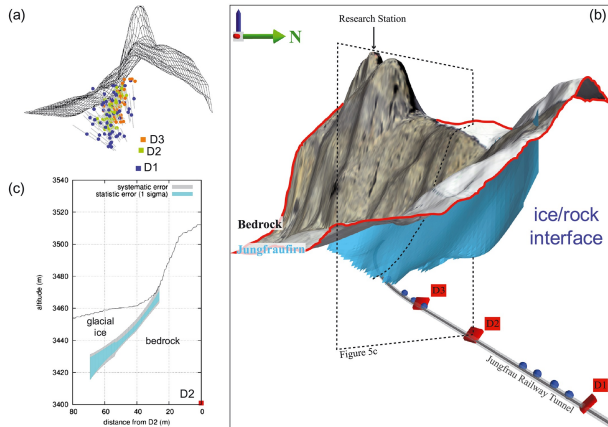 (a)
D3
D2
D1
(b)
Research Station
N
Bedrock
Jungfraufirn
ice/rock
interface
D3
D2
D1
Figure 5c
Jungfrau Railway Tunnel
(c)
systematic error
statistic error (1 sigma)
altitude (m)
3540
3520
3500
3480
3460
3440
3420
3400
glacial
ice
bedrock
D2
80
60
40
20
0
distance from D2 (m)